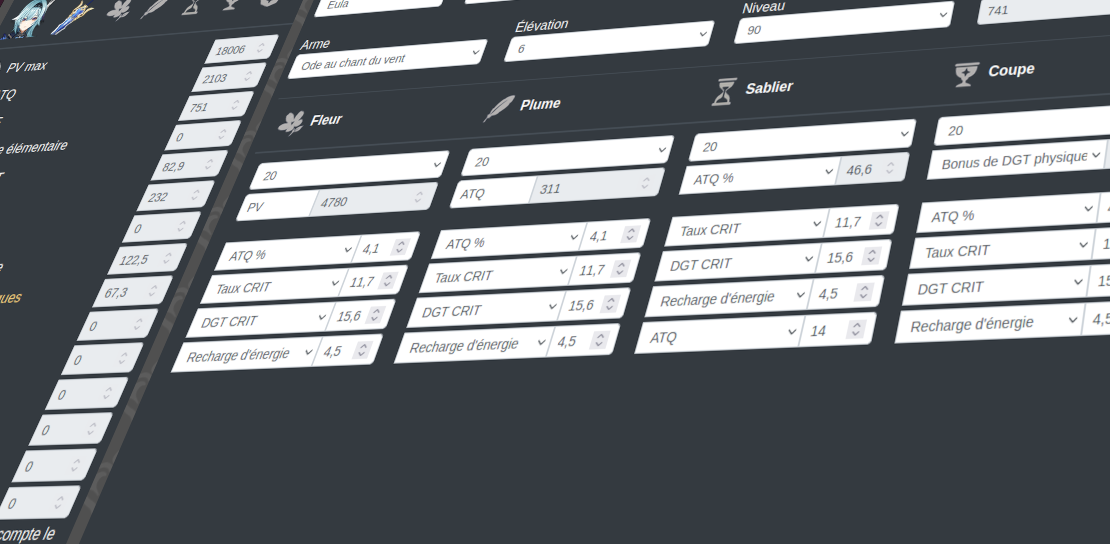 Eula
Niveau
741
Élévation
90
Arme
6
Ode au chant du vent
PV max
18006
2103
751
0
élémentaire
82,9
232
0
122,5
67,3
0
0
0
0
0
0
compte le
Fleur
20
PV 4780
ATQ % 4,1
Taux CRIT 11,7
DGT CRIT 15,6
Recharge d'énergie 4,5
Plume
20
ATQ 311
ATQ % 4,1
Taux CRIT 11,7
DGT CRIT 15,6
Recharge d'énergie 4,5
Sablier
20
ATQ % 46,6
Taux CRIT 11,7
DGT CRIT 15,6
Recharge d'énergie 4,5
ATQ 14
Coupe
20
Bonus de DGT physique
ATQ %
Taux CRIT
DGT CRIT
Recharge d'énergie 4,5